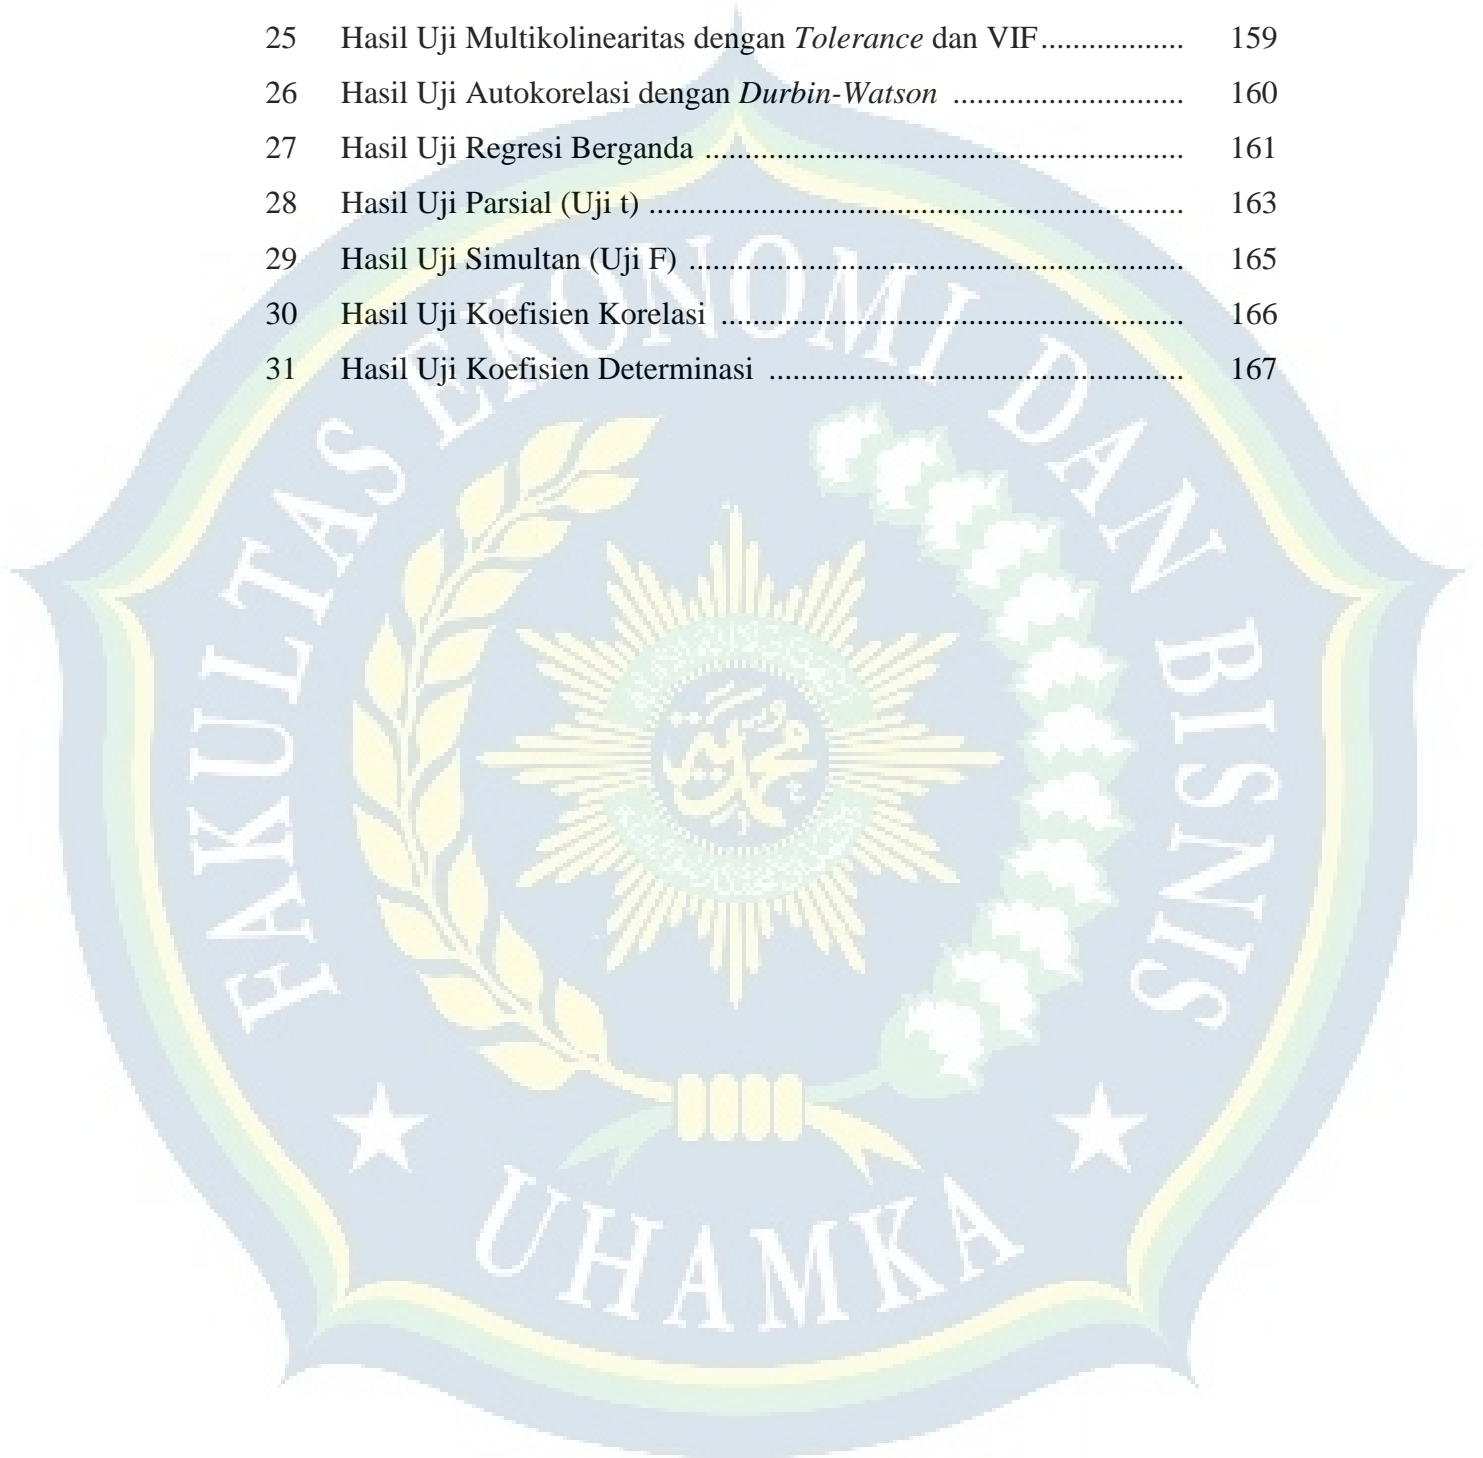 25 Hasil Uji Multikolinearitas dengan Tolerance dan VIF.................. 159
26 Hasil Uji Autokorelasi dengan Durbin-Watson ............................. 160
27 Hasil Uji Regresi Berganda ............................................................ 161
28 Hasil Uji Parsial (Uji t) ................................................................... 163
29 Hasil Uji Simultan (Uji F) .............................................................. 165
30 Hasil Uji Koefisien Korelasi .......................................................... 166
31 Hasil Uji Koefisien Determinasi .................................................... 167
FAKULTAS EKONOMI DAN BISNIS
محمدية
UHAMKA